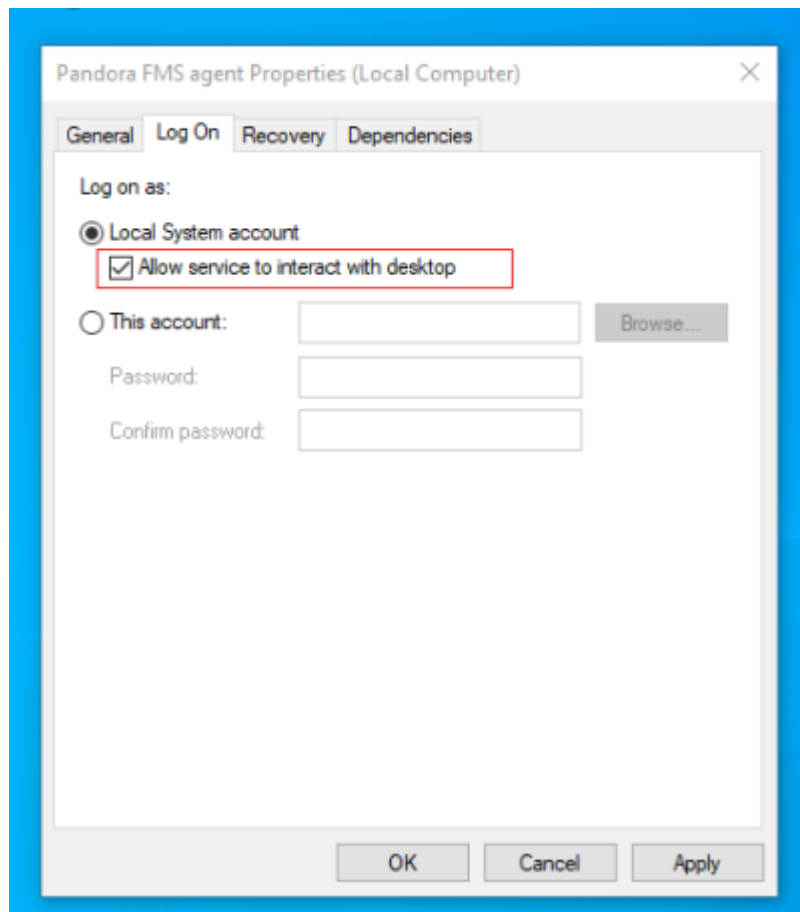 Pandora FMS agent Properties (Local Computer)
General Log On Recovery Dependencies
Log on as:
Local System account
Allow service to interact with desktop
This account: Browse...
Password:
Confirm password:
OK Cancel Apply